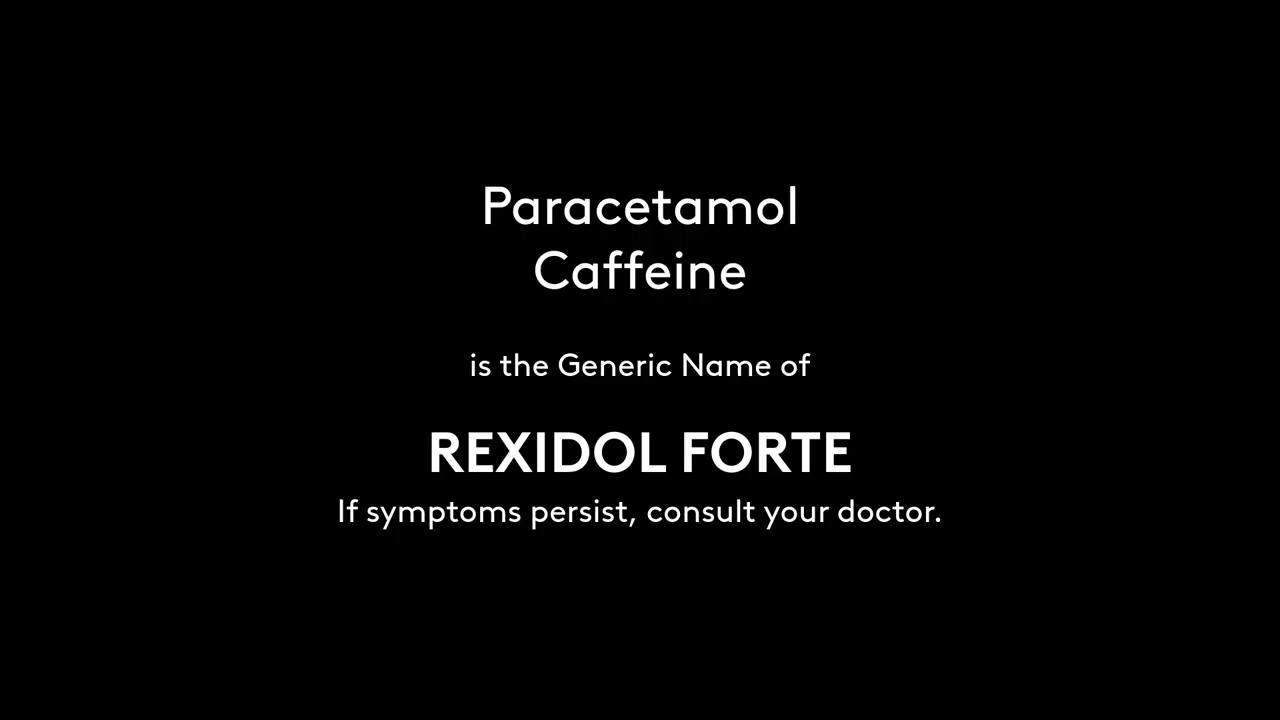 Paracetamol
Caffeine
is the Generic Name of
REXIDOL FORTE
If symptoms persist, consult your doctor.